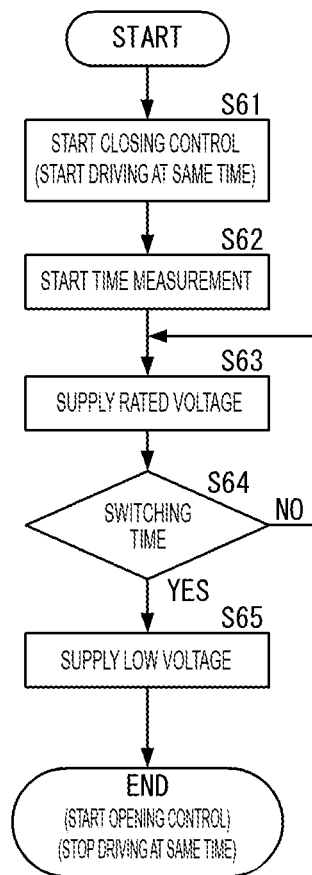 START
S61
START CLOSING CONTROL
(START DRIVING AT SAME TIME)
S62
START TIME MEASUREMENT
S63
SUPPLY RATED VOLTAGE
S64
SWITCHING
TIME
NO
YES
S65
SUPPLY LOW VOLTAGE
END
(START OPENING CONTROL)
(STOP DRIVING AT SAME TIME)